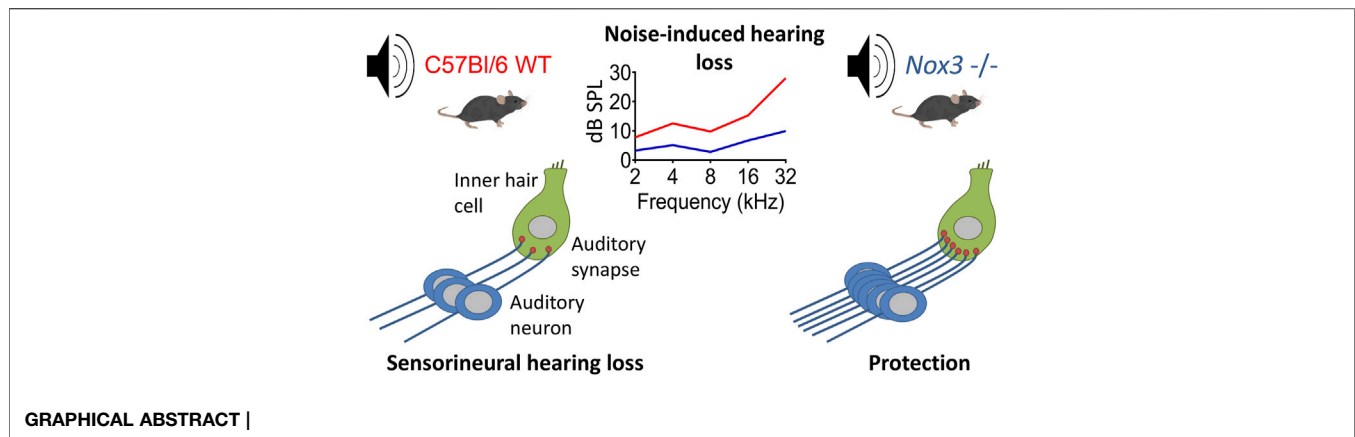 Noise-induced hearing
loss
C57Bl/6 WT
Nox3 -/-
30
20
10
0
dB SPL
2 4 8 16 32
Frequency (kHz)
Inner hair
cell
Auditory
synapse
Auditory
neuron
Sensorineural hearing loss
Protection
GRAPHICAL ABSTRACT |